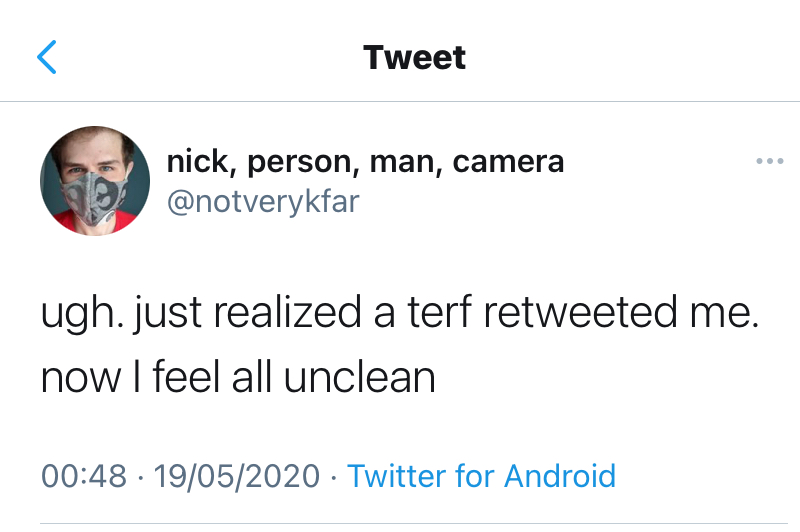 Tweet
nick, person, man, camera
@notverykfar
ugh. just realized a terf retweeted me.
now I feel all unclean
00:48 · 19/05/2020 · Twitter for Android